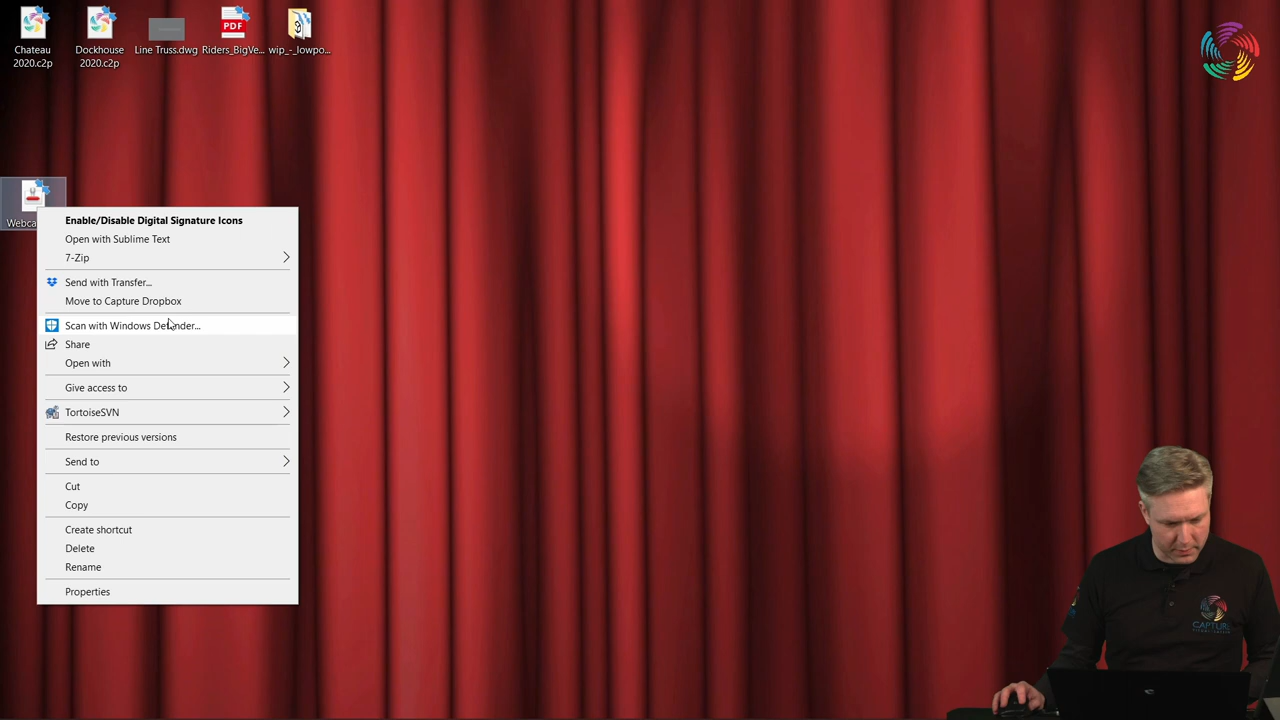 Chateau
2020.c2p
Dockhouse
2020.c2p
Line Truss.dwg
PDF
Riders_BigVe...
wip_-_lowpo...
Enable/Disable Digital Signature Icons
Open with Sublime Text
7-Zip
Send with Transfer...
Move to Capture Dropbox
Scan with Windows Defender...
Share
Open with
Give access to
TortoiseSVN
Restore previous versions
Send to
Cut
Copy
Create shortcut
Delete
Rename
Properties
CAPTURE